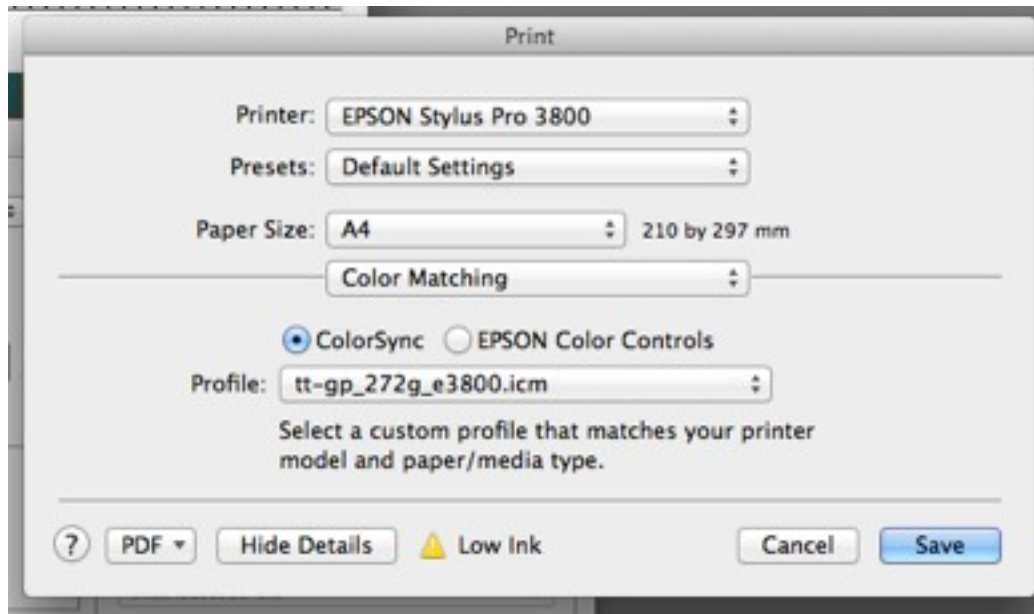 Print
Printer: EPSON Stylus Pro 3800
Presets: Default Settings
Paper Size: A4 210 by 297 mm
Color Matching
ColorSync EPSON Color Controls
Profile: tt-gp_272g_e3800.icm
Select a custom profile that matches your printer
model and paper/media type.
? PDF Hide Details Low Ink Cancel Save